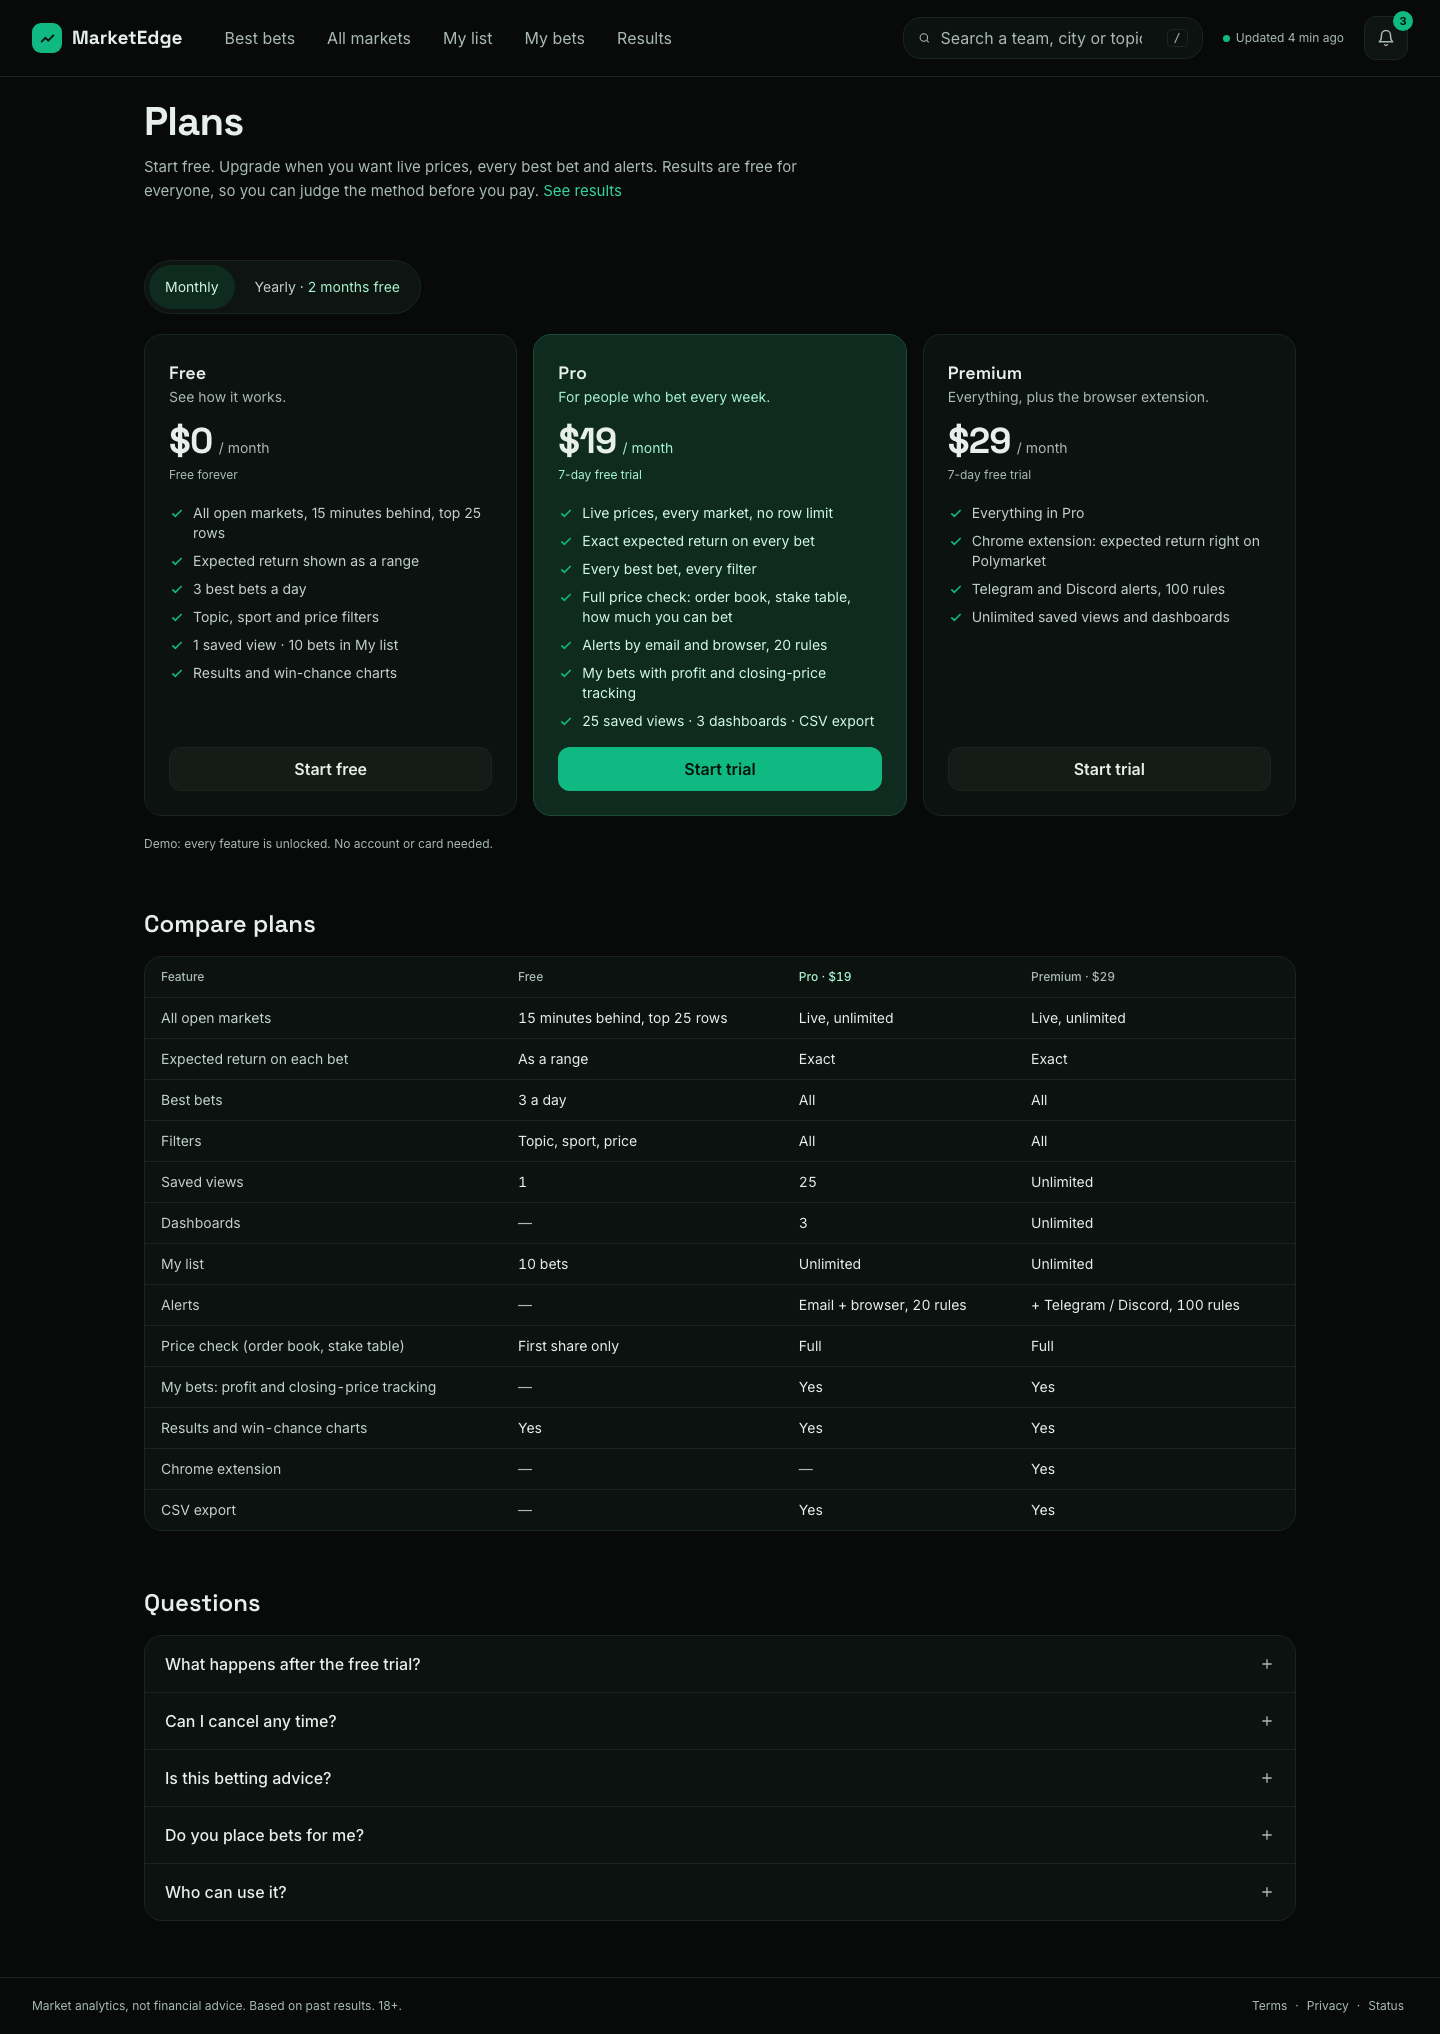 MarketEdge
Best bets
All markets
My list
My bets
Results
Search a team, city or topic
/
Updated 4 min ago
3
Plans
Start free. Upgrade when you want live prices, every best bet and alerts. Results are free for
everyone, so you can judge the method before you pay. See results
Monthly
Yearly · 2 months free
Free
See how it works.
$0 / month
Free forever
All open markets, 15 minutes behind, top 25
rows
Expected return shown as a range
3 best bets a day
Topic, sport and price filters
1 saved view · 10 bets in My list
Results and win-chance charts
Start free
Pro
For people who bet every week.
$19 / month
7-day free trial
Live prices, every market, no row limit
Exact expected return on every bet
Every best bet, every filter
Full price check: order book, stake table,
how much you can bet
Alerts by email and browser, 20 rules
My bets with profit and closing-price
tracking
25 saved views · 3 dashboards · CSV export
Start trial
Premium
Everything, plus the browser extension.
$29 / month
7-day free trial
Everything in Pro
Chrome extension: expected return right on
Polymarket
Telegram and Discord alerts, 100 rules
Unlimited saved views and dashboards
Start trial
Demo: every feature is unlocked. No account or card needed.
Compare plans
Feature Free Pro · $19 Premium · $29
All open markets 15 minutes behind, top 25 rows Live, unlimited Live, unlimited
Expected return on each bet As a range Exact Exact
Best bets 3 a day All All
Filters Topic, sport, price All All
Saved views 1 25 Unlimited
Dashboards — 3 Unlimited
My list 10 bets Unlimited Unlimited
Alerts — Email + browser, 20 rules + Telegram / Discord, 100 rules
Price check (order book, stake table) First share only Full Full
My bets: profit and closing-price tracking — Yes Yes
Results and win-chance charts Yes Yes Yes
Chrome extension — — Yes
CSV export — Yes Yes
Questions
What happens after the free trial? +
Can I cancel any time? +
Is this betting advice? +
Do you place bets for me? +
Who can use it? +
Market analytics, not financial advice. Based on past results. 18+.
Terms · Privacy · Status